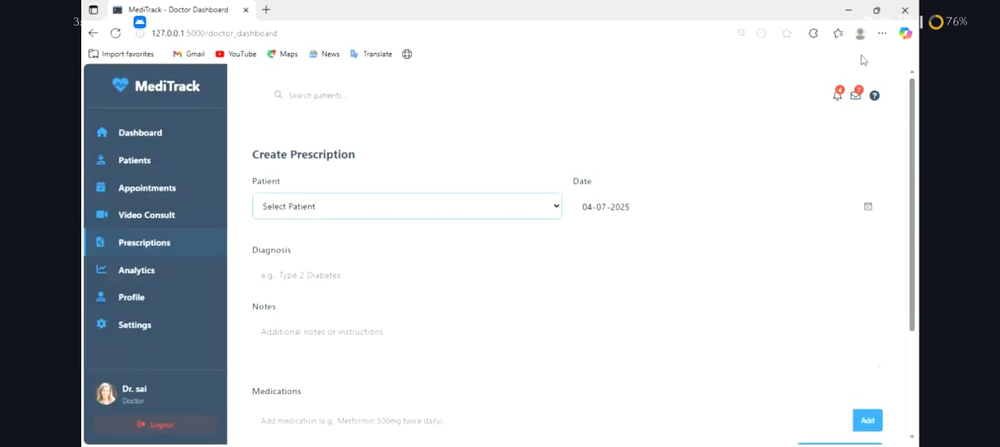 MediTrack - Doctor Dashboard
76%
127.0.0.1:5000/doctor_dashboard
Import favorites Gmail YouTube Maps News Translate
MediTrack
Search patients...
4 7
Dashboard
Patients
Appointments
Video Consult
Prescriptions
Analytics
Profile
Settings
Dr. sai
Doctor
Logout
Create Prescription
Patient Date
Select Patient 04-07-2025
Diagnosis
e.g., Type 2 Diabetes
Notes
Additional notes or instructions
Medications
Add medication (e.g., Metformin 500mg twice daily) Add